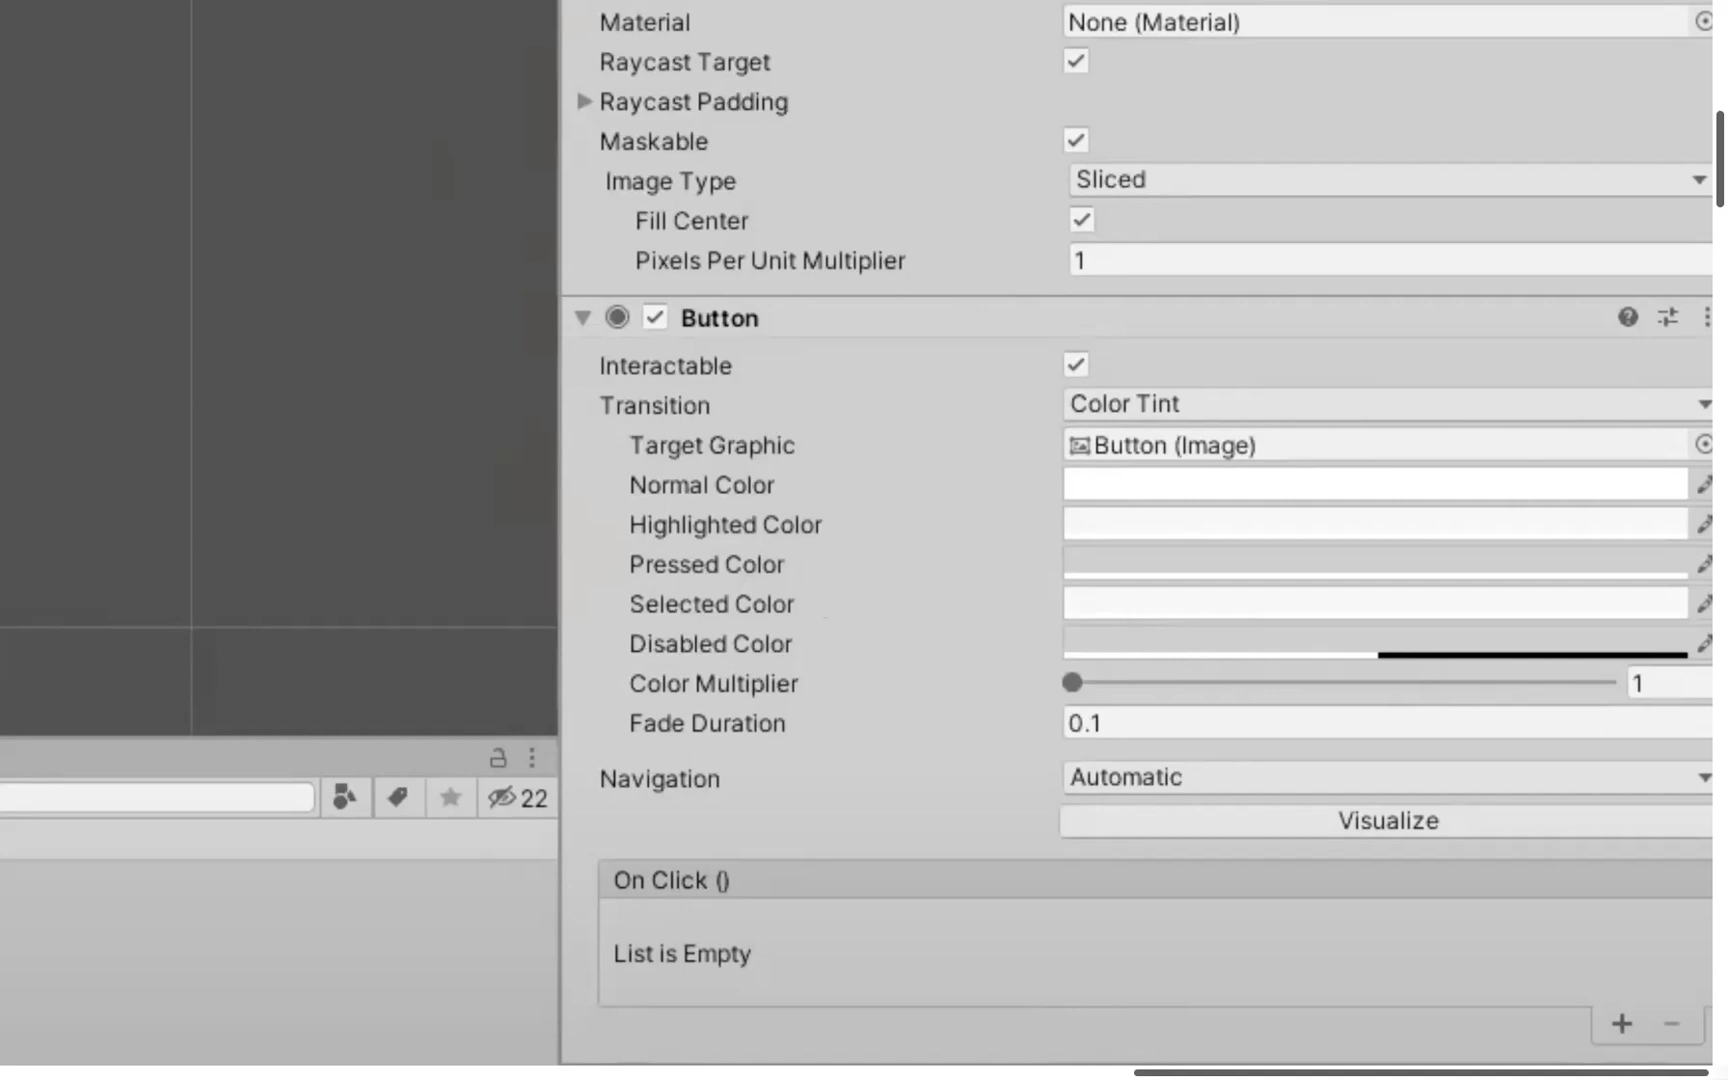 Material None (Material)
Raycast Target
Raycast Padding
Maskable
Image Type Sliced
Fill Center
Pixels Per Unit Multiplier 1
Button
Interactable
Transition Color Tint
Target Graphic Button (Image)
Normal Color
Highlighted Color
Pressed Color
Selected Color
Disabled Color
Color Multiplier 1
Fade Duration 0.1
Navigation Automatic
22
Visualize
On Click ()
List is Empty